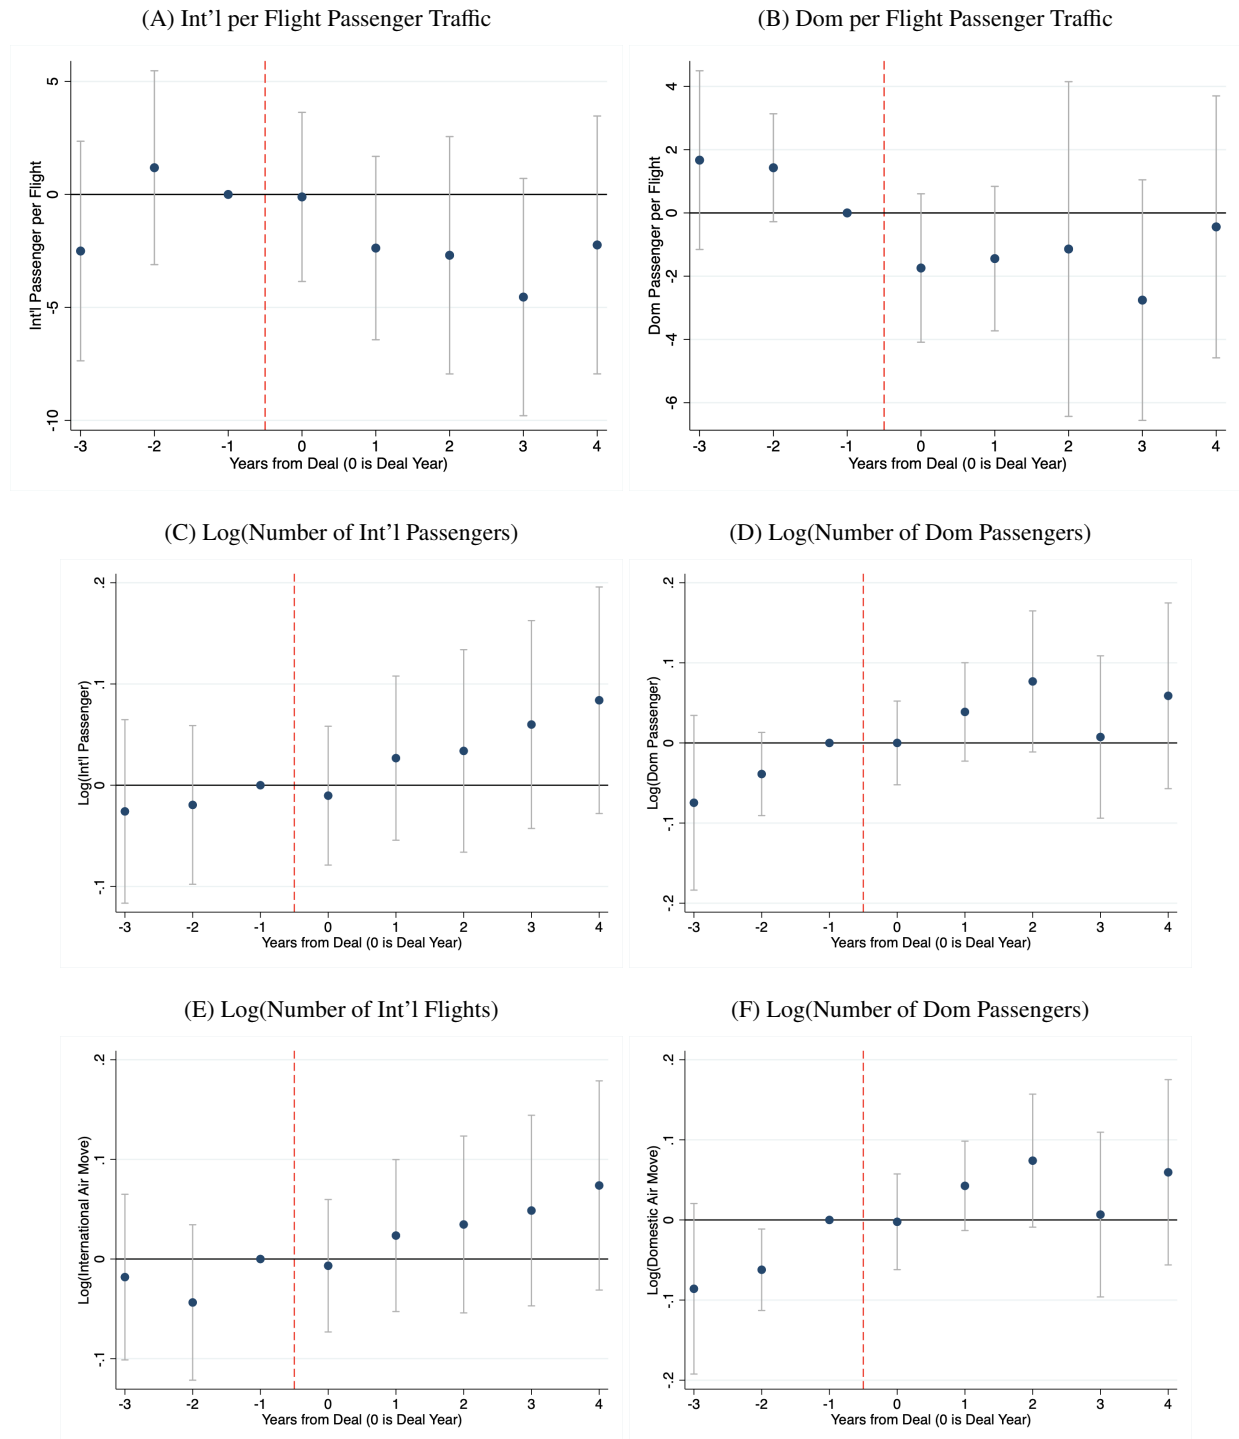 (A) Int’l per Flight Passenger Traffic
Int'l Passenger per Flight
5
0
-5
-10
-3 -2 -1 0 1 2 3 4
Years from Deal (0 is Deal Year)
(B) Dom per Flight Passenger Traffic
Dom Passenger per Flight
4
2
0
-2
-4
-6
-3 -2 -1 0 1 2 3 4
Years from Deal (0 is Deal Year)
(C) Log(Number of Int’l Passengers)
Log(Int'l Passenger)
.2
.1
0
-.1
-3 -2 -1 0 1 2 3 4
Years from Deal (0 is Deal Year)
(D) Log(Number of Dom Passengers)
Log(Dom Passenger)
.2
.1
0
-.1
-.2
-3 -2 -1 0 1 2 3 4
Years from Deal (0 is Deal Year)
(E) Log(Number of Int’l Flights)
Log(International Air Move)
.2
.1
0
-.1
-3 -2 -1 0 1 2 3 4
Years from Deal (0 is Deal Year)
(F) Log(Number of Dom Passengers)
Log(Domestic Air Move)
.2
.1
0
-.1
-.2
-3 -2 -1 0 1 2 3 4
Years from Deal (0 is Deal Year)